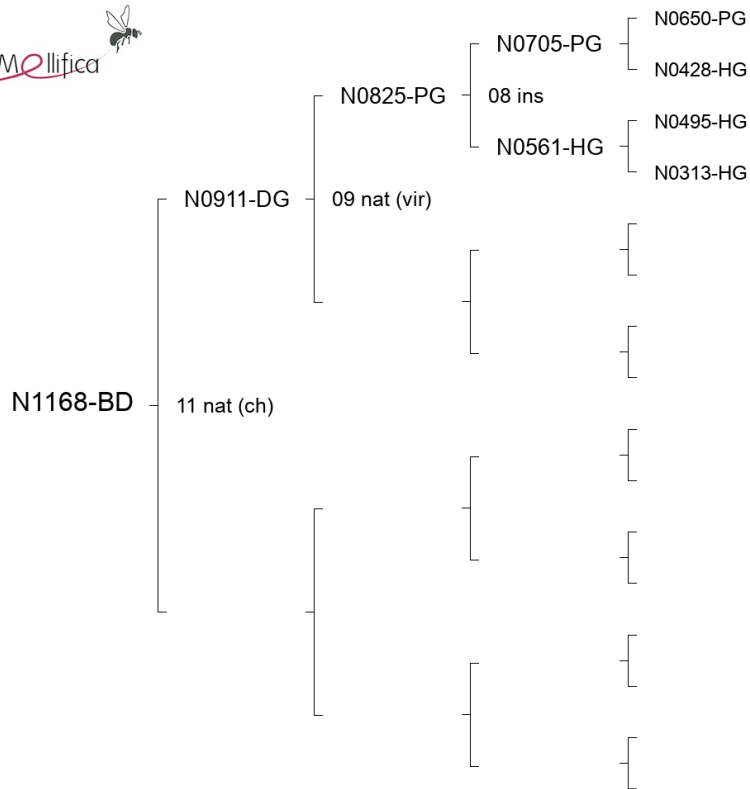 Mellifica
N0650-PG
N0705-PG
N0428-HG
N0825-PG
08 ins
N0495-HG
N0561-HG
N0313-HG
N0911-DG
09 nat (vir)
N1168-BD
11 nat (ch)